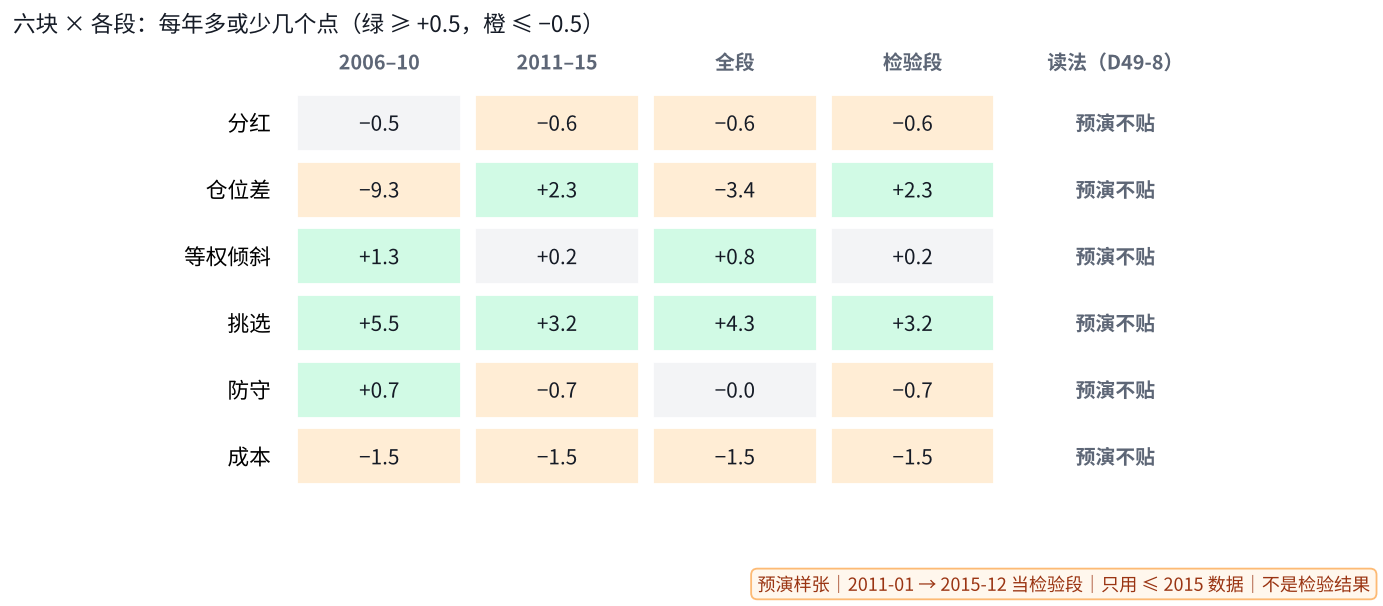 六块 × 各段：每年多或少几个点（绿 ≥ +0.5，橙 ≤ −0.5）
2006–10 2011–15 全段 检验段 读法（D49-8）
分红 −0.5 −0.6 −0.6 −0.6 预演不贴
仓位差 −9.3 +2.3 −3.4 +2.3 预演不贴
等权倾斜 +1.3 +0.2 +0.8 +0.2 预演不贴
挑选 +5.5 +3.2 +4.3 +3.2 预演不贴
防守 +0.7 −0.7 −0.0 −0.7 预演不贴
成本 −1.5 −1.5 −1.5 −1.5 预演不贴
预演样张｜2011-01 → 2015-12 当检验段｜只用 ≤ 2015 数据｜不是检验结果